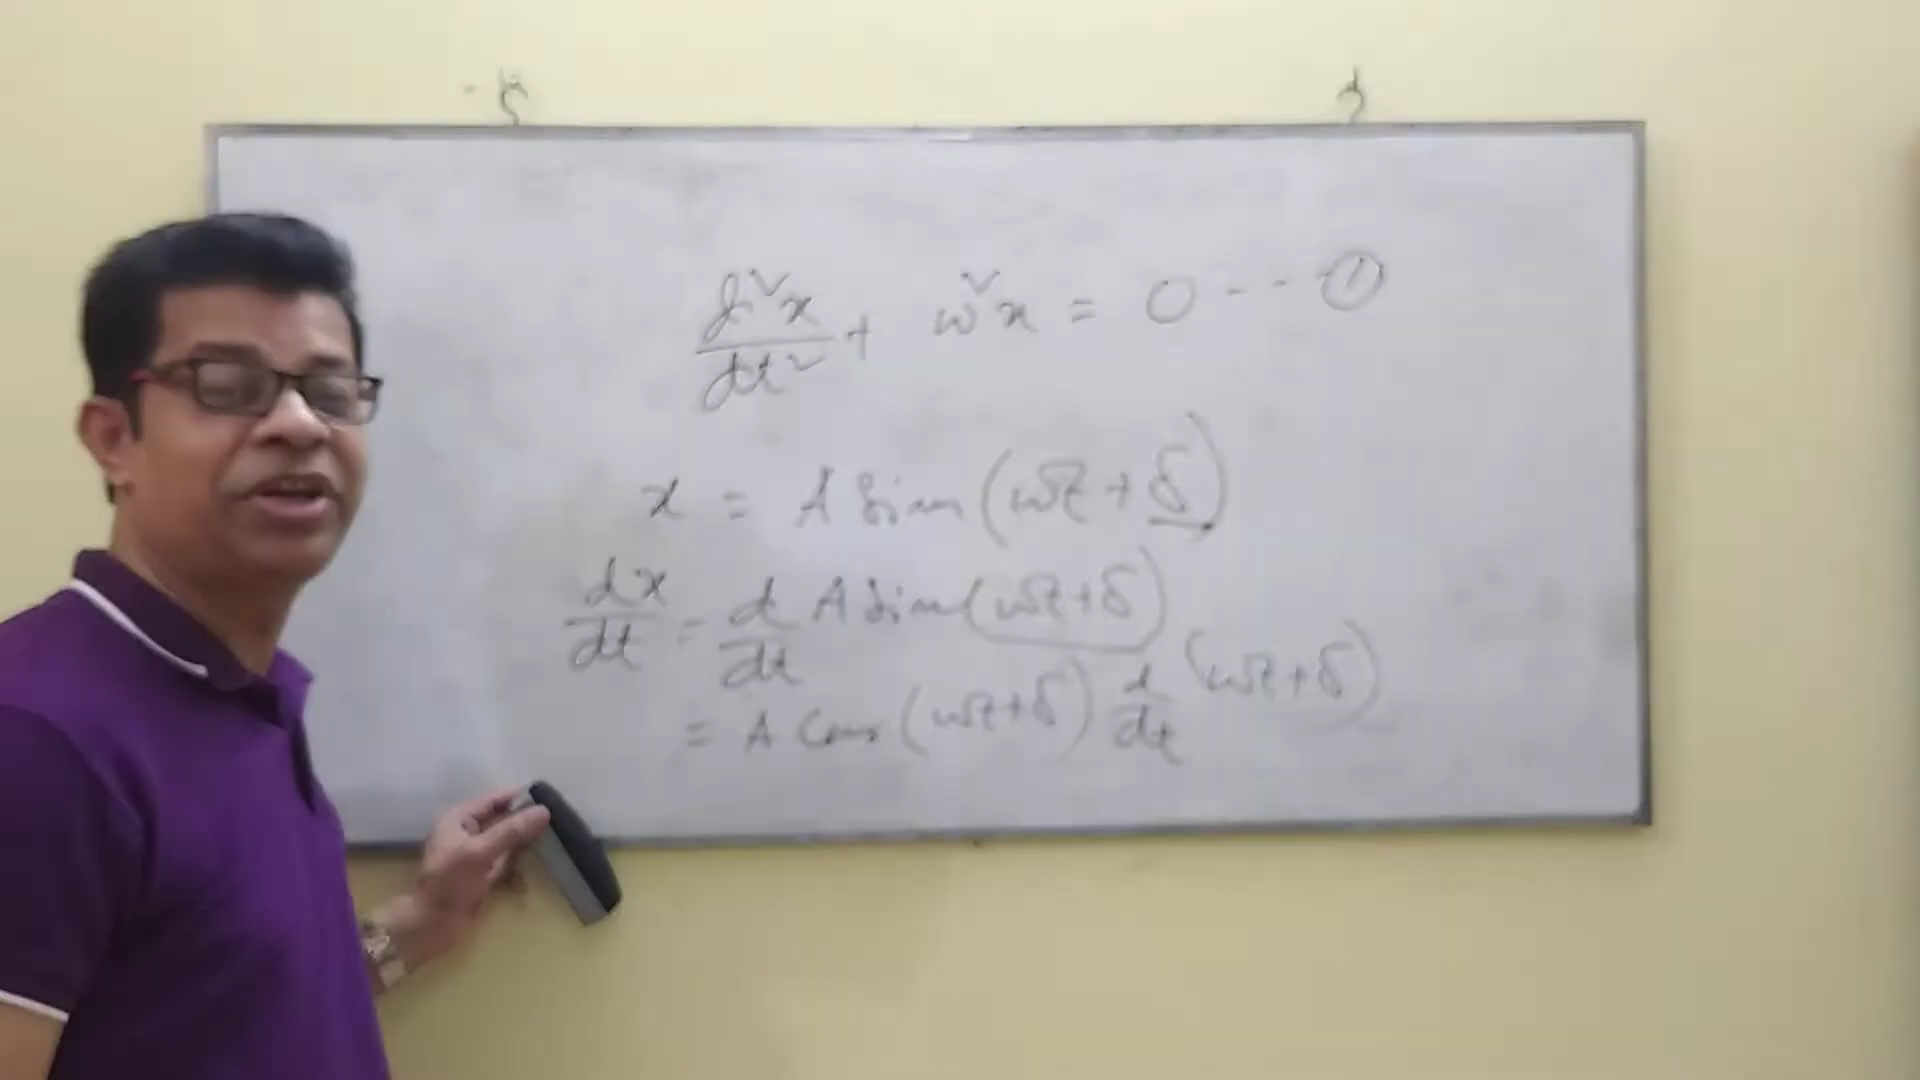 d²x/dt² + ω²x = 0 -- ①
x = A Sin (ωt + δ)
dx/dt = d/dt A Sin (ωt + δ)
= A Cos (ωt + δ) d/dt (ωt + δ)